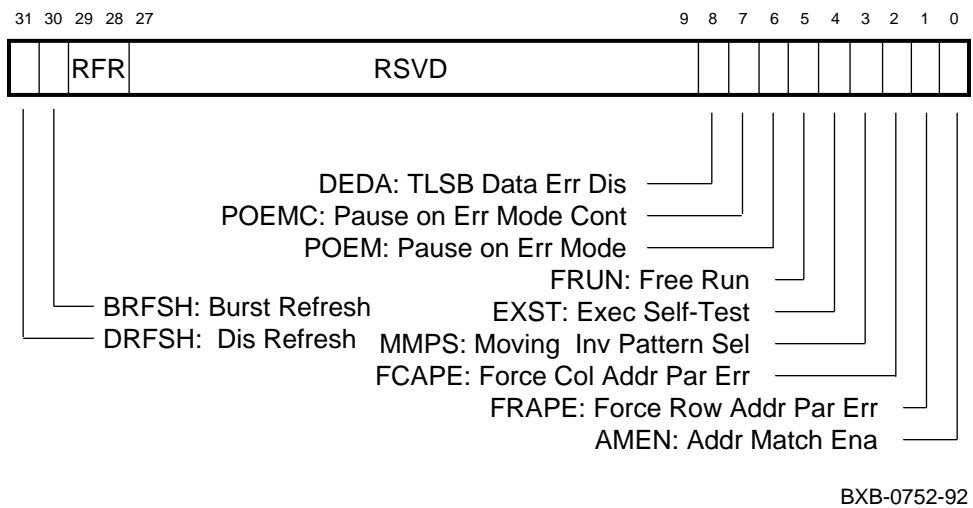 31 30 29 28 27 9 8 7 6 5 4 3 2 1 0
RFR RSVD
DEDA: TLSB Data Err Dis
POEMC: Pause on Err Mode Cont
POEM: Pause on Err Mode
FRUN: Free Run
BRFSH: Burst Refresh EXST: Exec Self-Test
DRFSH: Dis Refresh MMPS: Moving Inv Pattern Sel
FCAPE: Force Col Addr Par Err
FRAPE: Force Row Addr Par Err
AMEN: Addr Match Ena
BXB-0752-92